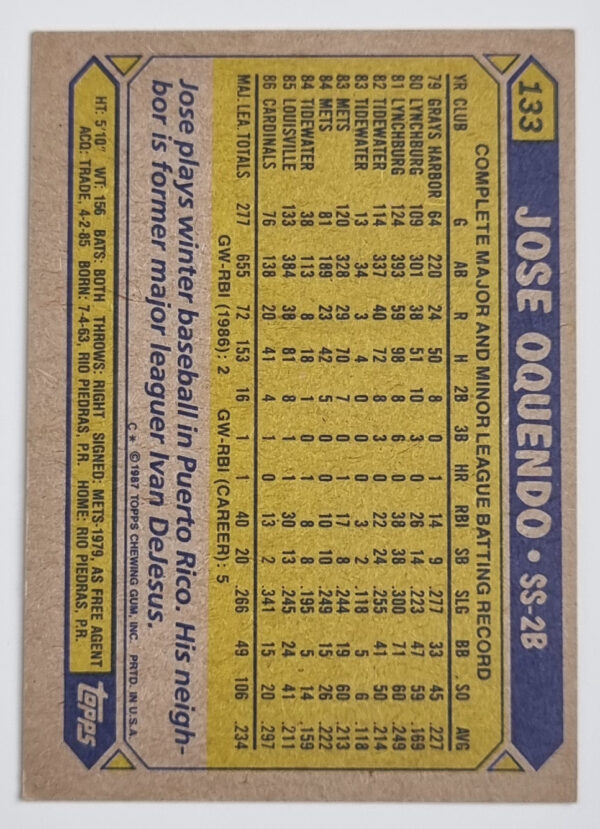 133 JOSE OQUENDO • SS-2B
COMPLETE MAJOR AND MINOR LEAGUE BATTING RECORD
YR CLUB G AB R H 2B 3B HR RBI SB SLG BB SO AVG
79 GRAYS HARBOR 64 220 24 50 8 0 1 14 9 .277 33 45 .227
80 LYNCHBURG 109 301 38 51 10 3 0 26 14 .223 47 59 .169
81 LYNCHBURG 124 393 59 98 8 6 0 38 38 .300 71 60 .249
82 TIDEWATER 114 337 40 72 8 3 0 22 24 .255 41 50 .214
83 TIDEWATER 13 34 3 4 0 0 0 3 2 .118 5 6 .118
83 METS 120 328 29 70 7 0 1 17 8 .244 19 60 .213
84 METS 81 189 23 42 5 0 0 10 10 .249 15 26 .222
84 TIDEWATER 38 113 8 18 1 0 1 8 8 .195 5 14 .159
85 LOUISVILLE 133 384 38 81 8 1 1 30 13 .245 24 41 .211
86 CARDINALS 76 138 20 41 4 1 0 13 2 .341 15 20 .297
MAJ. LEA. TOTALS 277 655 72 153 16 1 1 40 20 .266 49 106 .234
GW-RBI (1986): 2 GW-RBI (CAREER): 5
Jose plays winter baseball in Puerto Rico. His neigh-
bor is former major leaguer Ivan DeJesus.
C* ©1987 TOPPS CHEWING GUM, INC. PRTD. IN U.S.A.
HT: 5'10" WT: 156 BATS: BOTH THROWS: RIGHT SIGNED: METS-1979, AS FREE AGENT
ACQ: TRADE, 4-2-85 BORN: 7-4-63, RIO PIEDRAS, P.R. HOME: RIO PIEDRAS, P.R.
topps